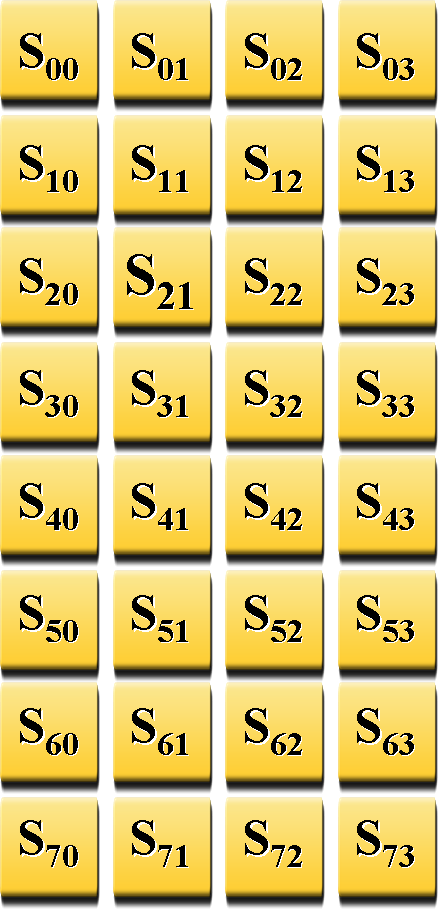 S00 S01 S02 S03
S10 S11 S12 S13
S20 S21 S22 S23
S30 S31 S32 S33
S40 S41 S42 S43
S50 S51 S52 S53
S60 S61 S62 S63
S70 S71 S72 S73